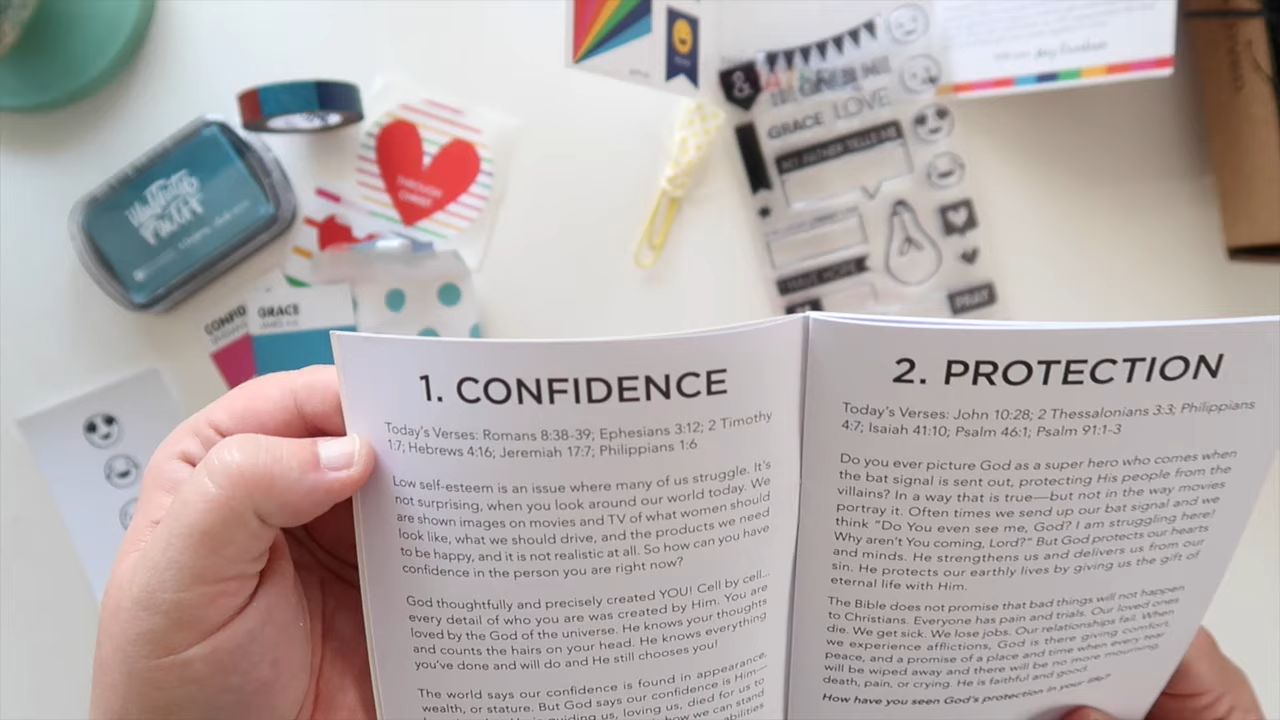 &
GRACE LOVE
MY FATHER TELLS ME
I HAVE HOPE
PRAY
THROUGH
CHRIST
Illustrated
Faith
CONFID
GRACE
1. CONFIDENCE
Today's Verses: Romans 8:38-39; Ephesians 3:12; 2 Timothy
1:7; Hebrews 4:16; Jeremiah 17:7; Philippians 1:6
Low self-esteem is an issue where many of us struggle. It's
not surprising, when you look around our world today. We
are shown images on movies and TV of what women should
look like, what we should drive, and the products we need
to be happy, and it is not realistic at all. So how can you have
confidence in the person you are right now?
God thoughtfully and precisely created YOU! Cell by cell...
every detail of who you are was created by Him. You are
loved by the God of the universe. He knows your thoughts
and counts the hairs on your head. He knows everything
you've done and will do and He still chooses you!
The world says our confidence is found in appearance,
wealth, or stature. But God says our confidence is Him—
is guiding us, loving us, died for us to
how we can stand
abilities
2. PROTECTION
Today's Verses: John 10:28; 2 Thessalonians 3:3; Philippians
4:7; Isaiah 41:10; Psalm 46:1; Psalm 91:1-3
Do you ever picture God as a super hero who comes when
the bat signal is sent out, protecting His people from the
villains? In a way that is true—but not in the way movies
portray it. Often times we send up our bat signal and we
think "Do You even see me, God? I am struggling here!
Why aren't You coming, Lord?" But God protects our hearts
and minds. He strengthens us and delivers us from our
sin. He protects our earthly lives by giving us the gift of
eternal life with Him.
The Bible does not promise that bad things will not happen
to Christians. Everyone has pain and trials. Our loved ones
die. We get sick. We lose jobs. Our relationships fail. When
we experience afflictions, God is there giving comfort,
peace, and a promise of a place and time when every tear
will be wiped away and there will be no more mourning,
death, pain, or crying. He is faithful and good.
How have you seen God's protection in your life?